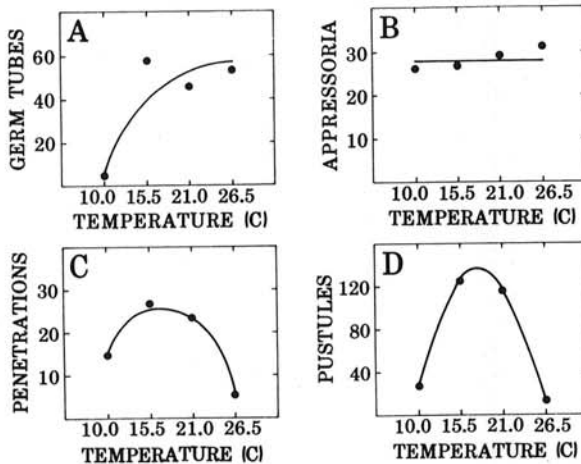 A
GERM TUBES
60
40
20
10.0 15.5 21.0 26.5
TEMPERATURE (C)
B
APPRESSORIA
30
20
10
10.0 15.5 21.0 26.5
TEMPERATURE (C)
C
PENETRATIONS
30
20
10
10.0 15.5 21.0 26.5
TEMPERATURE (C)
D
PUSTULES
120
80
40
10.0 15.5 21.0 26.5
TEMPERATURE (C)